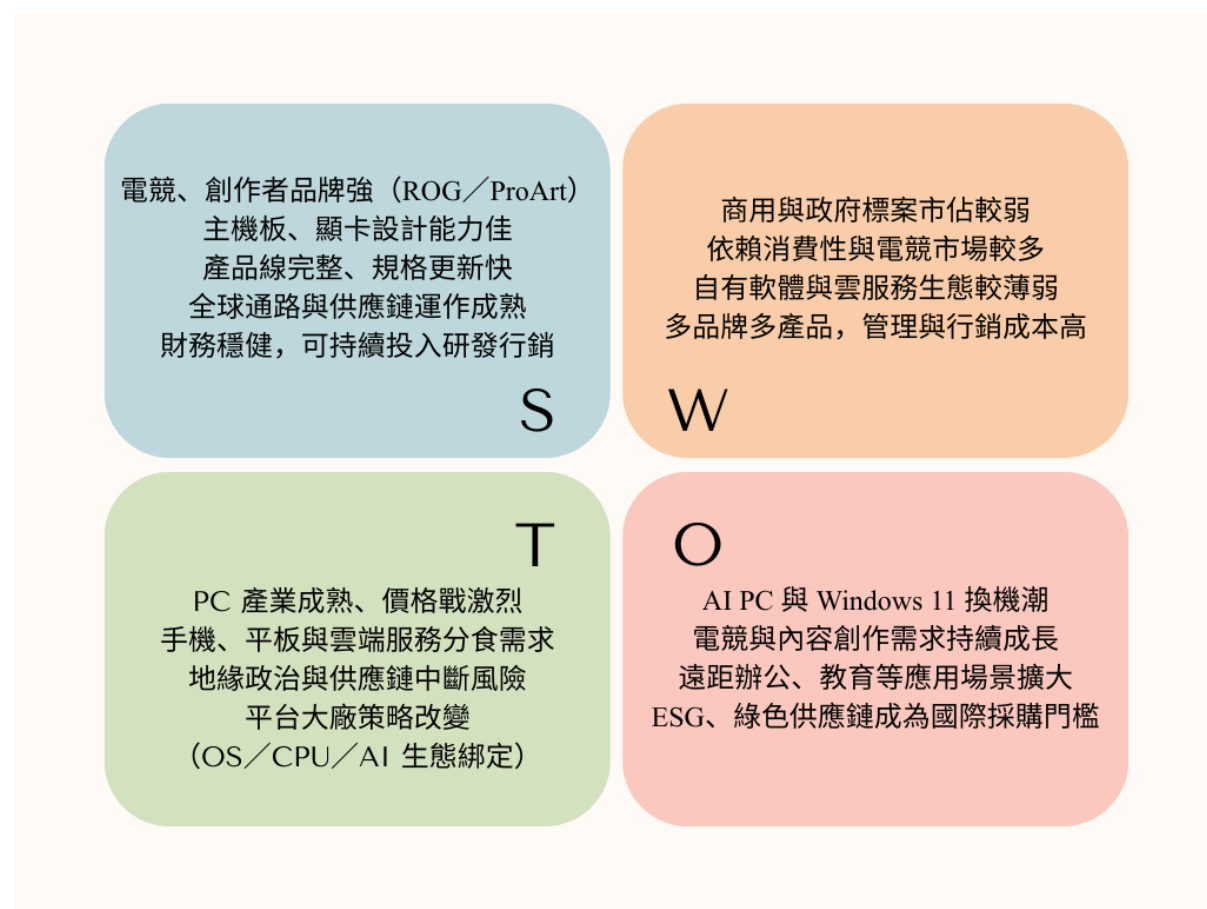 電競、創作者品牌強（ROG／ProArt）
主機板、顯卡設計能力佳
產品線完整、規格更新快
全球通路與供應鏈運作成熟
財務穩健，可持續投入研發行銷
S
商用與政府標案市佔較弱
依賴消費性與電競市場較多
自有軟體與雲服務生態較薄弱
多品牌多產品，管理與行銷成本高
W
T
PC 產業成熟、價格戰激烈
手機、平板與雲端服務分食需求
地緣政治與供應鏈中斷風險
平台大廠策略改變
（OS／CPU／AI 生態綁定）
O
AI PC 與 Windows 11 換機潮
電競與內容創作需求持續成長
遠距辦公、教育等應用場景擴大
ESG、綠色供應鏈成為國際採購門檻